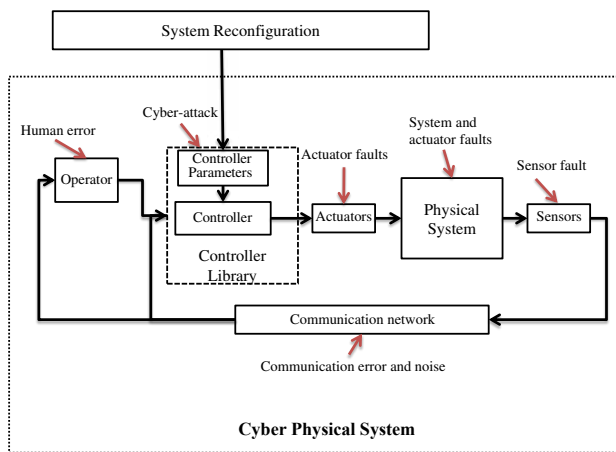 System Reconfiguration
Cyber-attack
Human error
System and
actuator faults
Actuator faults
Sensor fault
Operator
Controller
Parameters
Controller
Controller
Library
Actuators
Physical
System
Sensors
Communication network
Communication error and noise
Cyber Physical System